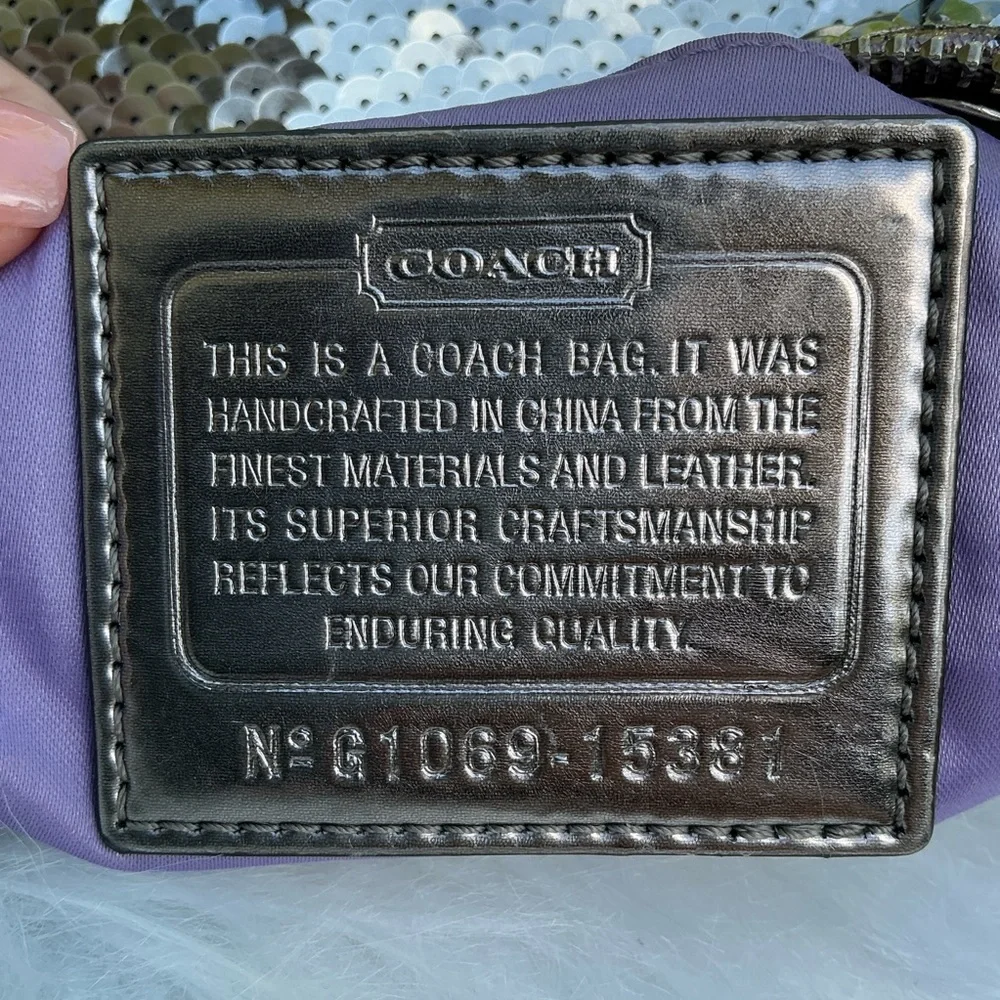 COACH
THIS IS A COACH BAG. IT WAS
HANDCRAFTED IN CHINA FROM THE
FINEST MATERIALS AND LEATHER.
ITS SUPERIOR CRAFTSMANSHIP
REFLECTS OUR COMMITMENT TO
ENDURING QUALITY.
Nº G1069-15381